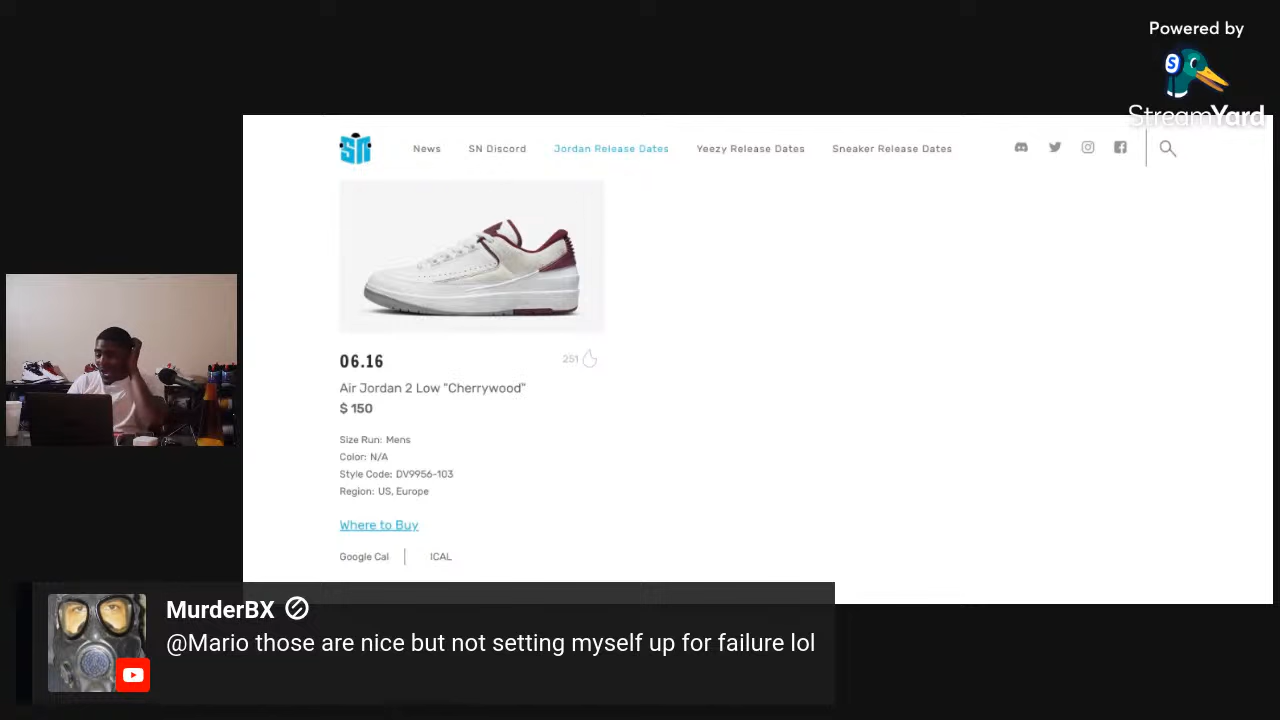 Powered by
StreamYard
SN
News SN Discord Jordan Release Dates Yeezy Release Dates Sneaker Release Dates
06.16
251
Air Jordan 2 Low "Cherrywood"
$ 150
Size Run: Mens
Color: N/A
Style Code: DV9956-103
Region: US, Europe
Where to Buy
Google Cal
ICAL
MurderBX
@Mario those are nice but not setting myself up for failure lol